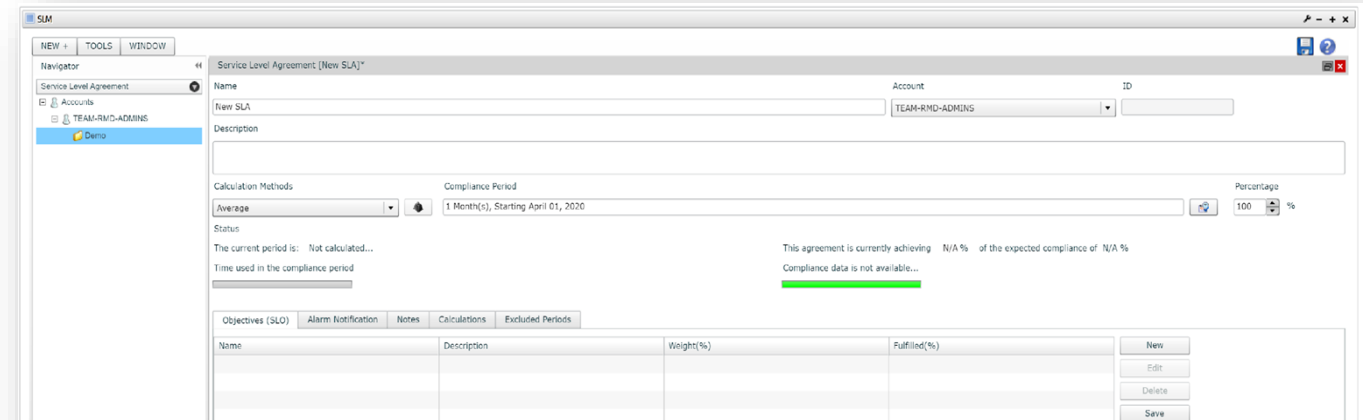 SLM
NEW + TOOLS WINDOW
Navigator
Service Level Agreement [New SLA]*
Service Level Agreement
Accounts
TEAM-RMD-ADMINS
Demo
Name Account ID
New SLA TEAM-RMD-ADMINS
Description
Calculation Methods Compliance Period Percentage
Average 1 Month(s), Starting April 01, 2020 100 %
Status
The current period is: Not calculated... This agreement is currently achieving N/A % of the expected compliance of N/A %
Time used in the compliance period Compliance data is not available...
Objectives (SLO) Alarm Notification Notes Calculations Excluded Periods
Name Description Weight(%) Fulfilled(%) New
Edit
Delete
Save